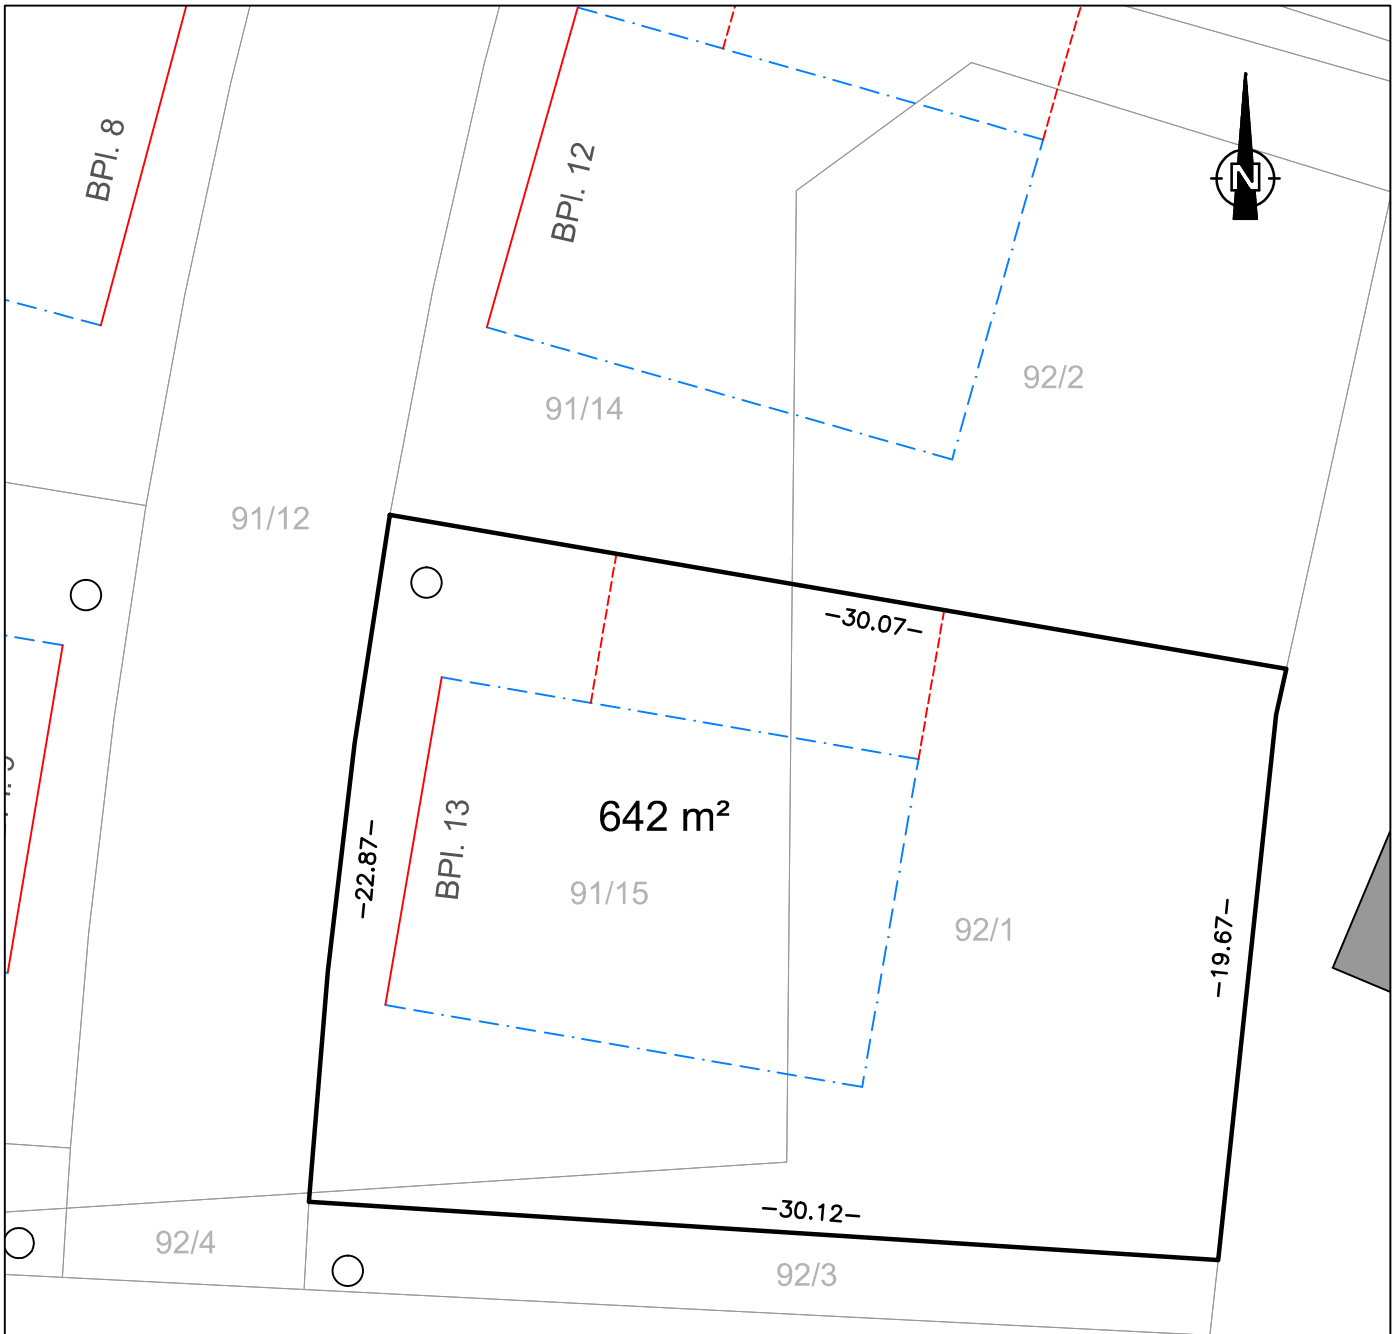 BPl. 8
BPl. 12
N
92/2
91/14
91/12
-30.07-
642 m²
BPl. 13
-22.87-
91/15
92/1
-19.67-
-30.12-
92/4
92/3